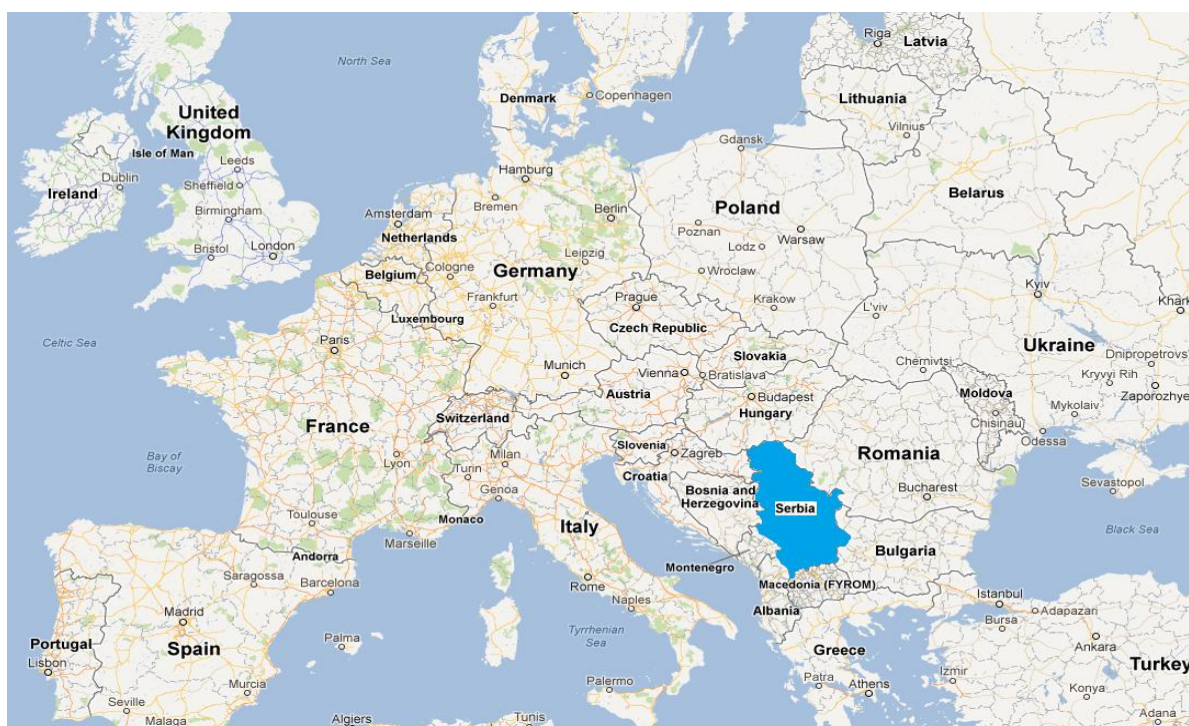 Riga
Latvia
North Sea
Denmark
Copenhagen
Lithuania
Vilnius
United
Kingdom
Isle of Man
Leeds
Dublin
Sheffield
Ireland
Birmingham
Bristol
London
Gdansk
Hamburg
Bremen
Berlin
Belarus
Poland
Poznan
Warsaw
Lodz
Amsterdam
Netherlands
Leipzig
Germany
Belgium
Cologne
Wroclaw
Frankfurt
Prague
Krakow
L'viv
Kyiv
Khark
Luxembourg
Czech Republic
Celtic Sea
Paris
Slovakia
Ukraine
Chernivtsi
Dnipropetrovs'
Munich
Vienna
Bratislava
Kryvyi Rih
Zaporozhye
Austria
Budapest
Moldova
Hungary
Chisinau
Mykolaiv
Switzerland
France
Slovenia
Zagreb
Odessa
Bay of
Biscay
Lyon
Milan
Turin
Croatia
Romania
Genoa
Bosnia and
Herzegovina
Bucharest
Sevastopol
Serbia
Toulouse
Monaco
Italy
Black Sea
Marseille
Andorra
Bulgaria
Montenegro
Saragossa
Barcelona
Rome
Macedonia (FYROM)
Istanbul
Madrid
Naples
Albania
Adapazari
Bursa
Portugal
Spain
Palma
Tyrrhenian
Sea
Greece
Ankara
Lisbon
Turkey
Murcia
Palermo
Patra
Athens
Izmir
Konya
Seville
Malaga
Algiers
Tunis
Adana